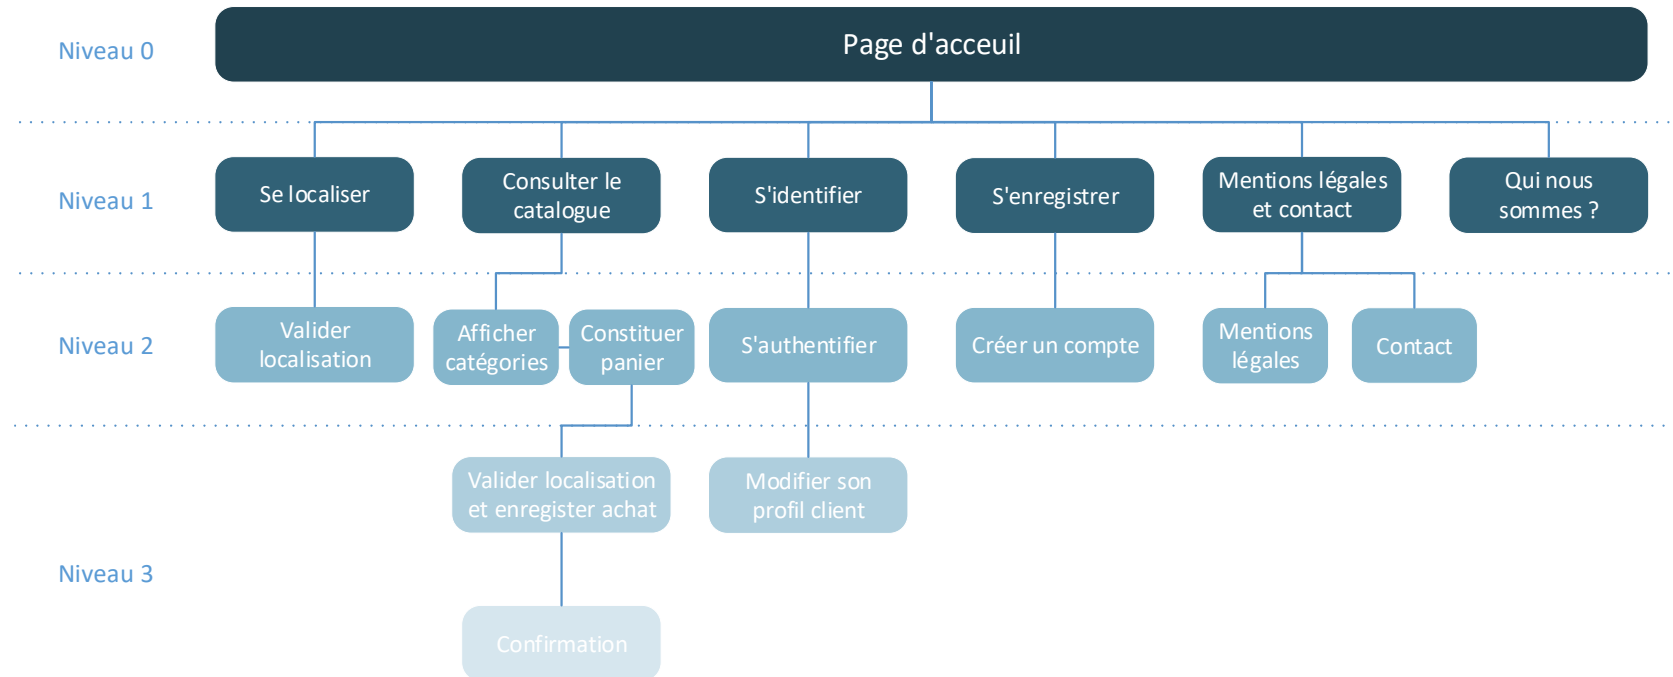 Niveau 0
Page d'acceuil
Niveau 1
Se localiser
Consulter le
catalogue
S'identifier
S'enregistrer
Mentions légales
et contact
Qui nous
sommes ?
Niveau 2
Valider
localisation
Afficher
catégories
Constituer
panier
S'authentifier
Créer un compte
Mentions
légales
Contact
Valider localisation
et enregister achat
Modifier son
profil client
Niveau 3
Confirmation